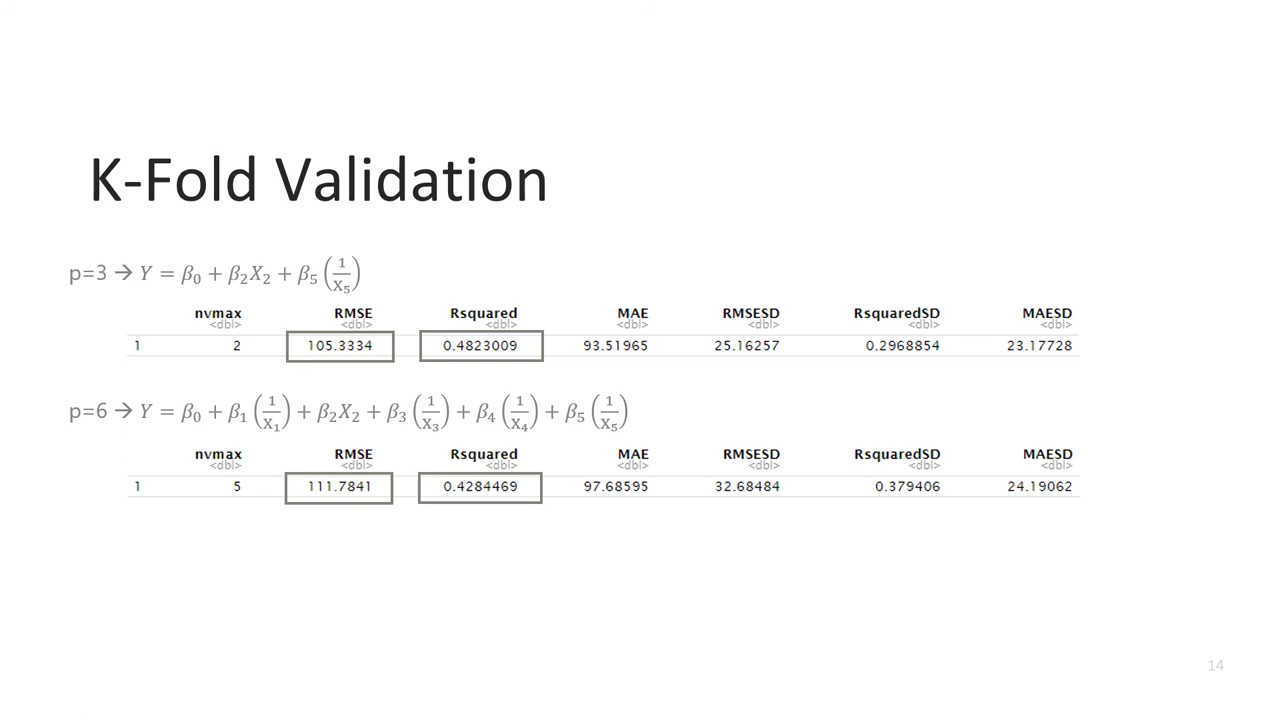 K-Fold Validation
p=3 → Y = β₀ + β₂X₂ + β₅(1/X₅)
nvmax RMSE Rsquared MAE RMSESD RsquaredSD MAESD
<dbl> <dbl> <dbl> <dbl> <dbl> <dbl> <dbl>
1 2 105.3334 0.4823009 93.51965 25.16257 0.2968854 23.17728
p=6 → Y = β₀ + β₁(1/X₁) + β₂X₂ + β₃(1/X₃) + β₄(1/X₄) + β₅(1/X₅)
nvmax RMSE Rsquared MAE RMSESD RsquaredSD MAESD
<dbl> <dbl> <dbl> <dbl> <dbl> <dbl> <dbl>
1 5 111.7841 0.4284469 97.68595 32.68484 0.379406 24.19062
14